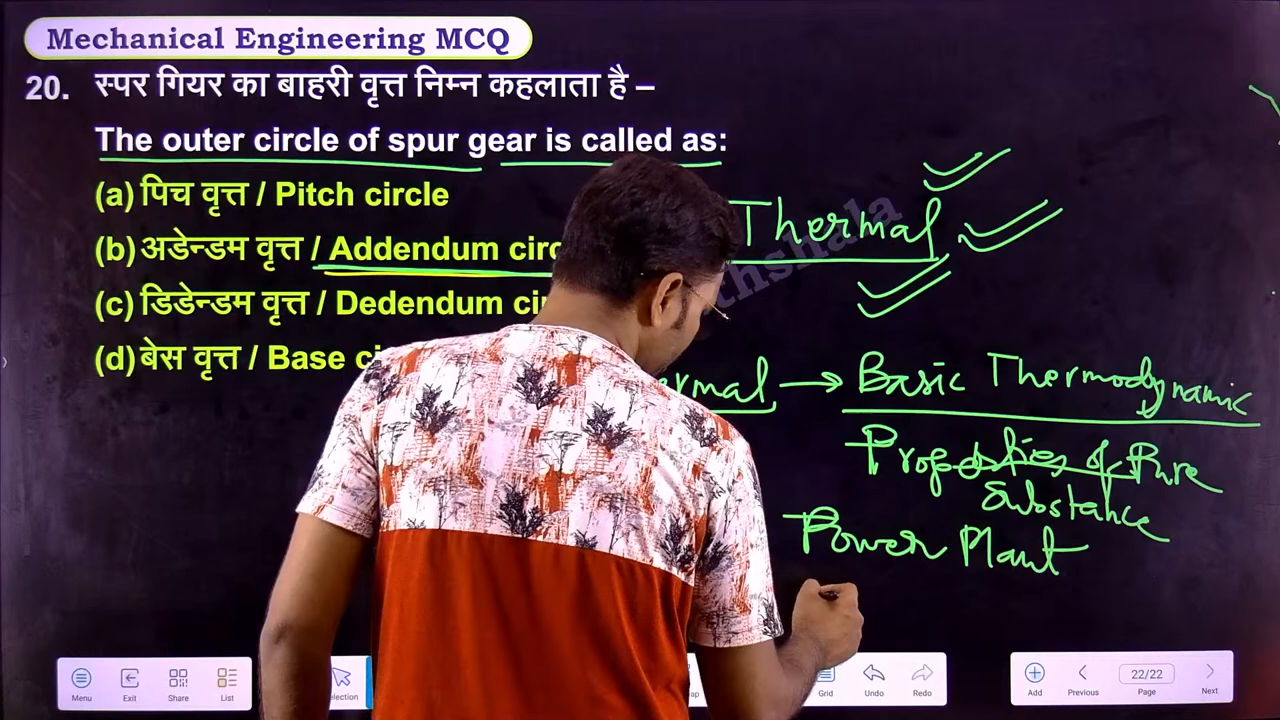 Mechanical Engineering MCQ
20. स्पर गियर का बाहरी वृत्त निम्न कहलाता है –
The outer circle of spur gear is called as:
(a) पिच वृत्त / Pitch circle
(b) अडेन्डम वृत्त / Addendum circ
(c) डिडेन्डम वृत्त / Dedendum ci
(d) बेस वृत्त / Base ci
Thermal
thshala
ermal → Basic Thermodynamic
Properties of Pure
Substance
Power Plant
Menu
Exit
Share
List
Grid
Undo
Redo
Add
Previous
22/22
Page
Next